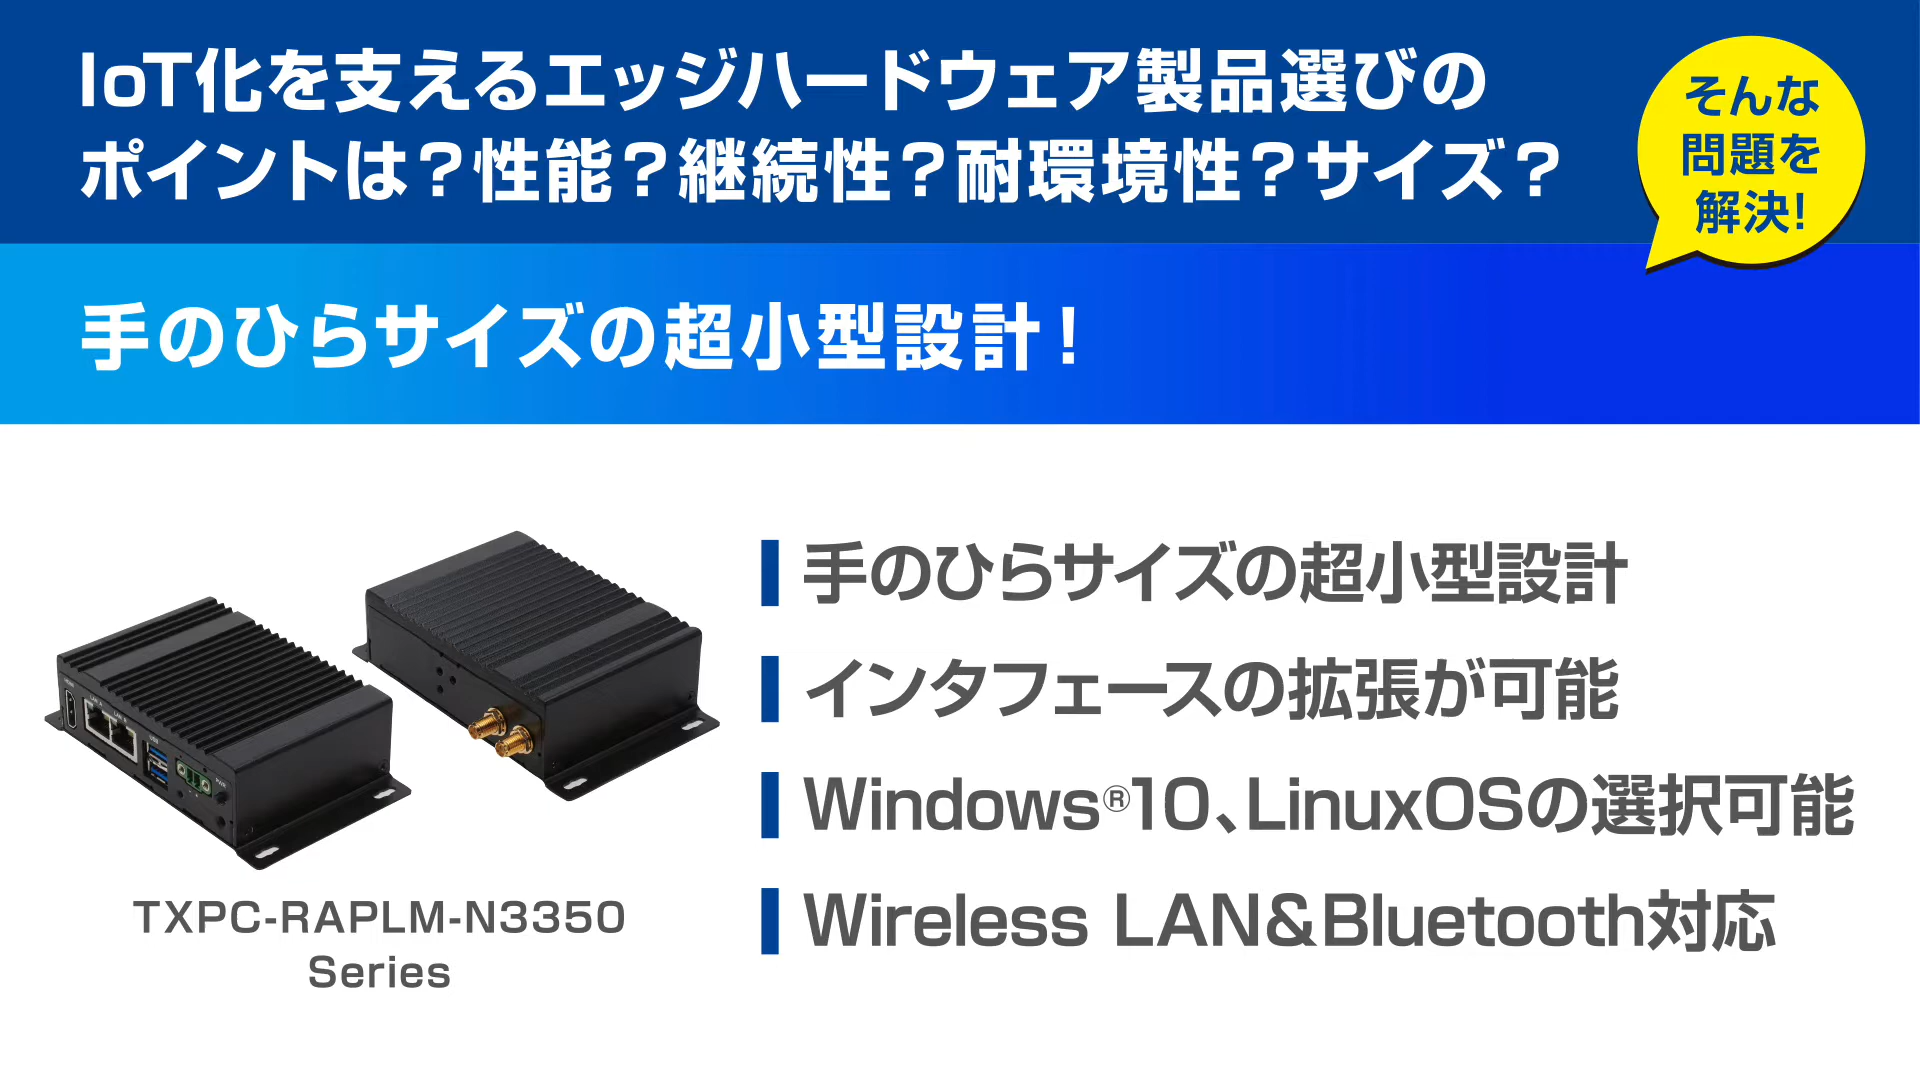 IoT化を支えるエッジハードウェア製品選びの
ポイントは？性能？継続性？耐環境性？サイズ？
そんな
問題を
解決!
手のひらサイズの超小型設計！
手のひらサイズの超小型設計
インタフェースの拡張が可能
Windows®10、LinuxOSの選択可能
Wireless LAN&Bluetooth対応
TXPC-RAPLM-N3350
Series